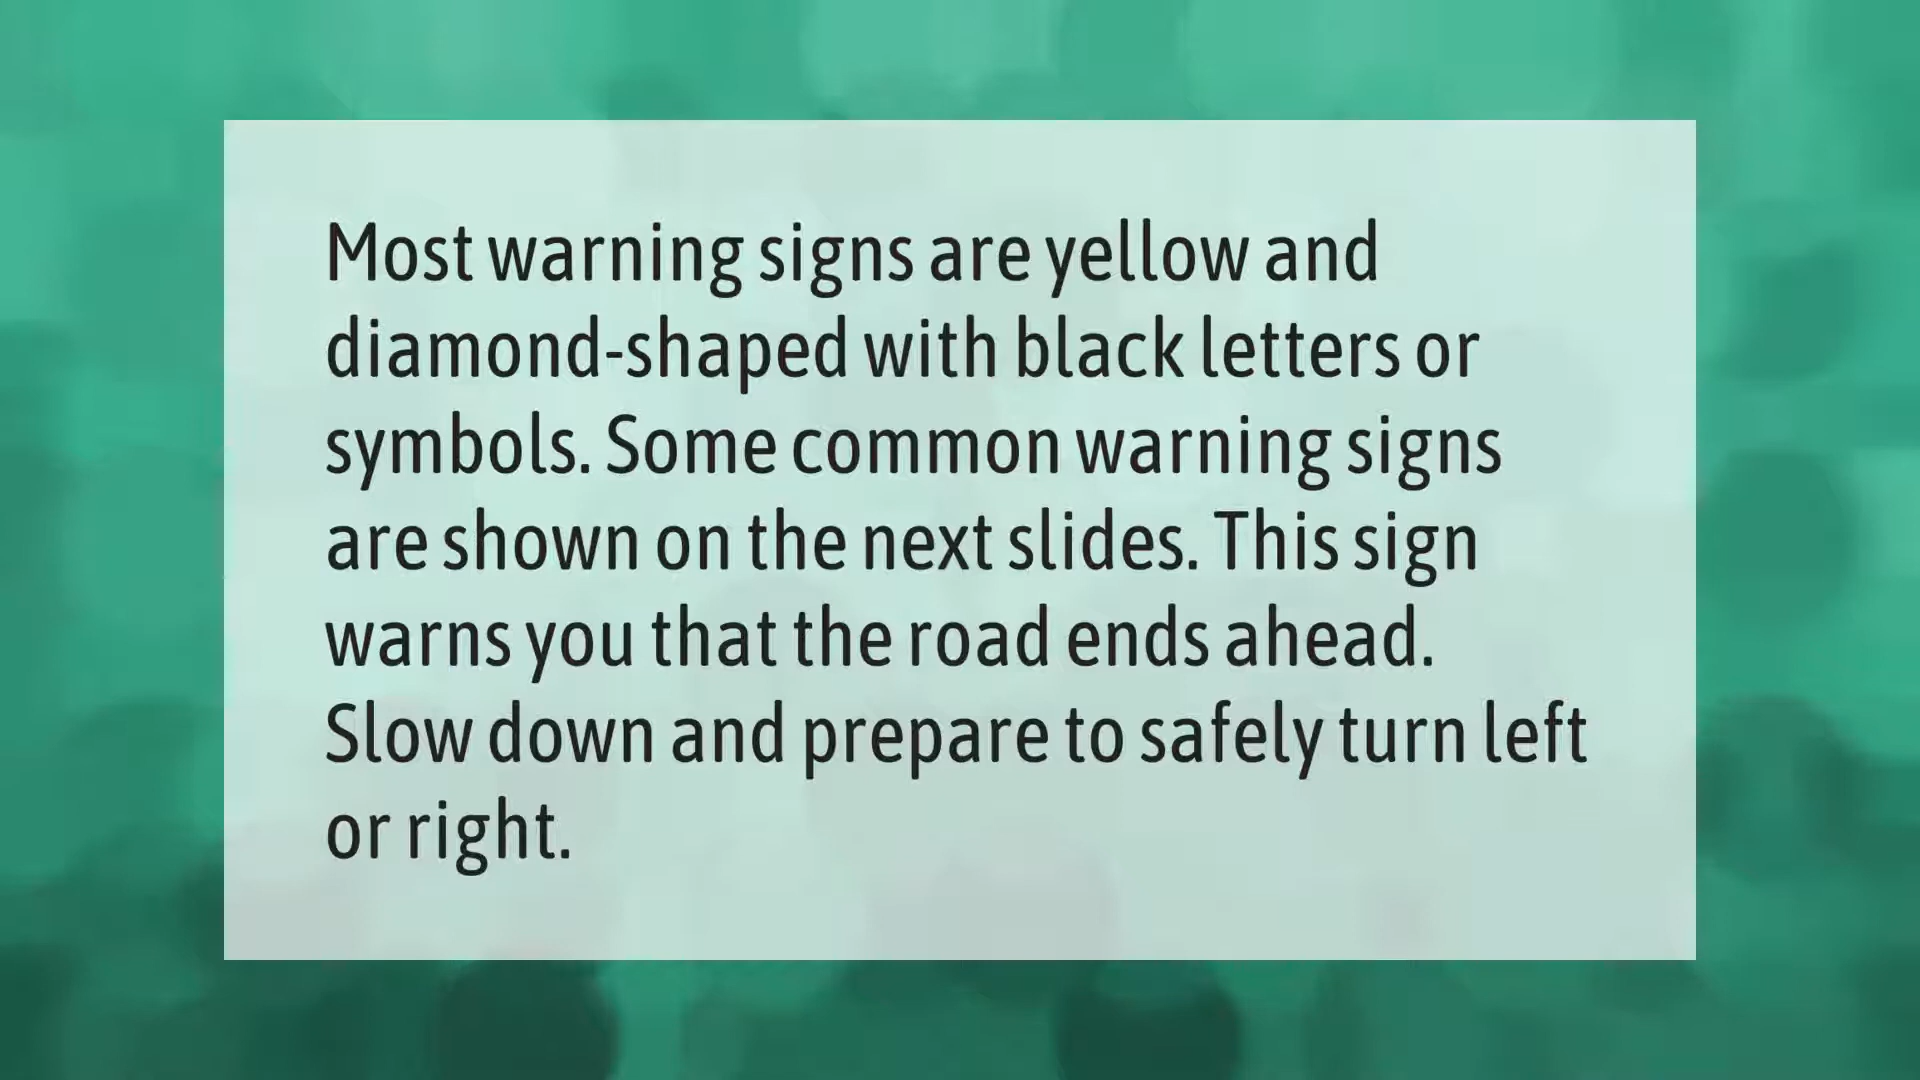 Most warning signs are yellow and
diamond-shaped with black letters or
symbols. Some common warning signs
are shown on the next slides. This sign
warns you that the road ends ahead.
Slow down and prepare to safely turn left
or right.